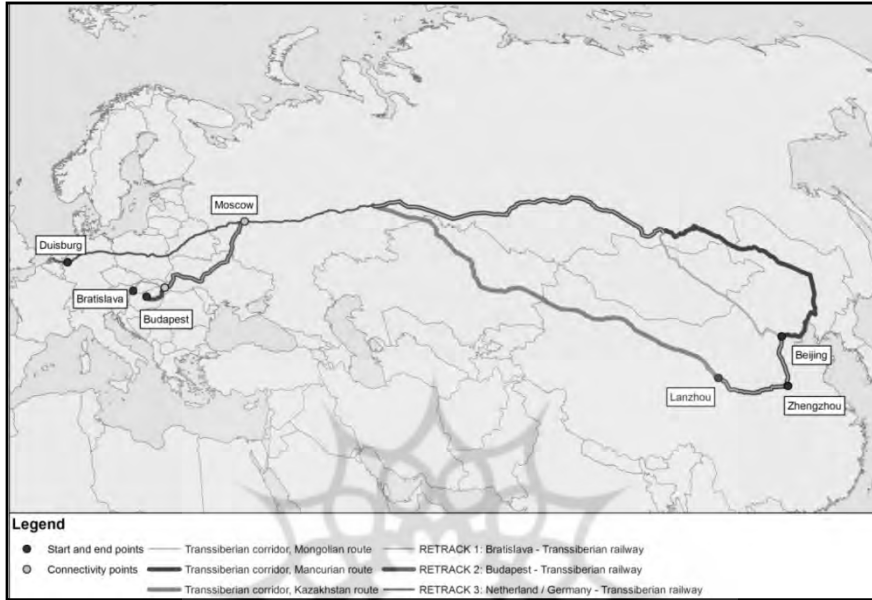 Moscow
Duisburg
Bratislava
Budapest
Beijing
Lanzhou
Zhengzhou
Legend
Start and end points
Transsiberian corridor, Mongolian route
RETRACK 1: Bratislava - Transsiberian railway
Connectivity points
Transsiberian corridor, Mancurian route
RETRACK 2: Budapest - Transsiberian railway
Transsiberian corridor, Kazakhstan route
RETRACK 3: Netherland / Germany - Transsiberian railway